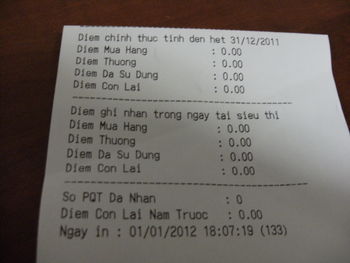 Diem chinh thuc tinh den het 31/12/2011
Diem Mua Hang : 0.00
Diem Thuong : 0.00
Diem Da Su Dung : 0.00
Diem Con Lai : 0.00
Diem ghi nhan trong ngay tai sieu thi
Diem Mua Hang : 0.00
Diem Thuong : 0.00
Diem Da Su Dung : 0.00
Diem Con Lai : 0.00
So PQT Da Nhan : 0
Diem Con Lai Nam Truoc : 0.00
Ngay in : 01/01/2012 18:07:19 (133)